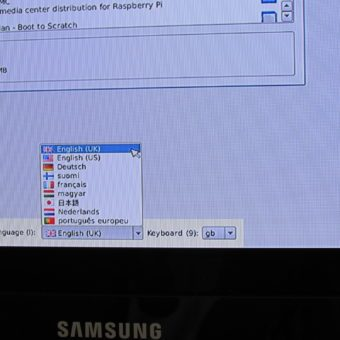 media center distribution for Raspberry Pi
an - Boot to Scratch
MB
English (UK)
English (US)
Deutsch
suomi
français
magyar
日本語
Nederlands
português europeu
nguage (l): English (UK) Keyboard (9): gb
SAMSUNG